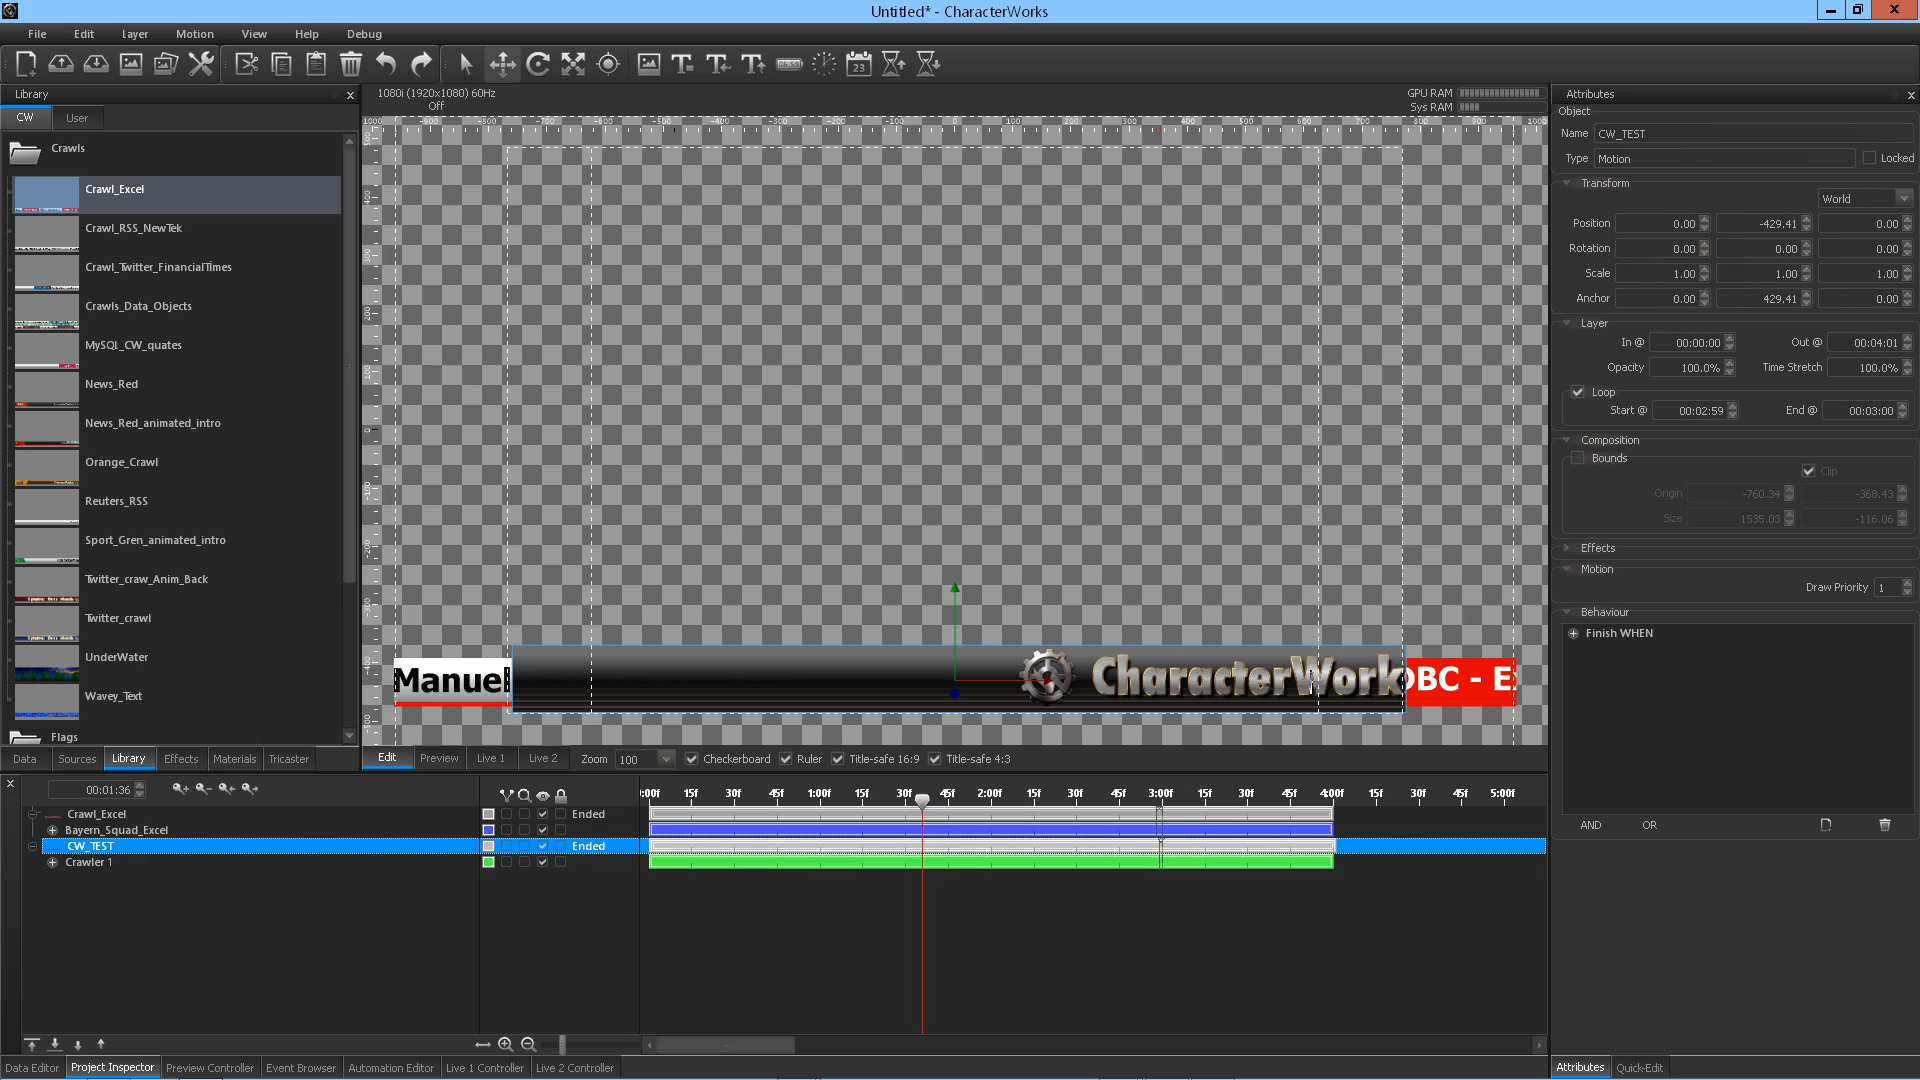 Untitled* - CharacterWorks
File Edit Layer Motion View Help Debug
23
Library
CW User
Crawls
Crawl_Excel
Crawl_RSS_NewTek
Crawl_Twitter_FinancialTimes
Crawls_Data_Objects
MySQL_CW_quates
News_Red
News_Red_animated_intro
Orange_Crawl
Reuters_RSS
Sport_Gren_animated_intro
Twitter_craw_Anim_Back
Twitter_crawl
UnderWater
Wavey_Text
Flags
Data Sources Library Effects Materials Tricaster
1080i (1920x1080) 60Hz
Off
GPU RAM
Sys RAM
Manuel
CharacterWork
DBC - E
Edit Preview Live 1 Live 2 Zoom 100 Checkerboard Ruler Title-safe 16:9 Title-safe 4:3
Attributes
Object
Name CW_TEST
Type Motion Locked
Transform
World
Position 0.00 -429.41 0.00
Rotation 0.00 0.00 0.00
Scale 1.00 1.00 1.00
Anchor 0.00 429.41 0.00
Layer
In @ 00:00:00 Out @ 00:04:01
Opacity 100.0% Time Stretch 100.0%
Loop
Start @ 00:02:59 End @ 00:03:00
Composition
Bounds
Clip
Origin -760.34 -368.43
Size 1535.03 -116.06
Effects
Motion
Draw Priority 1
Behaviour
Finish WHEN
AND OR
00:01:36
:00f 15f 30f 45f 1:00f 15f 30f 45f 2:00f 15f 30f 45f 3:00f 15f 30f 45f 4:00f 15f 30f 45f 5:00f
Crawl_Excel Ended
Bayern_Squad_Excel
CW_TEST Ended
Crawler 1
Data Editor Project Inspector Preview Controller Event Browser Automation Editor Live 1 Controller Live 2 Controller
Attributes Quick-Edit